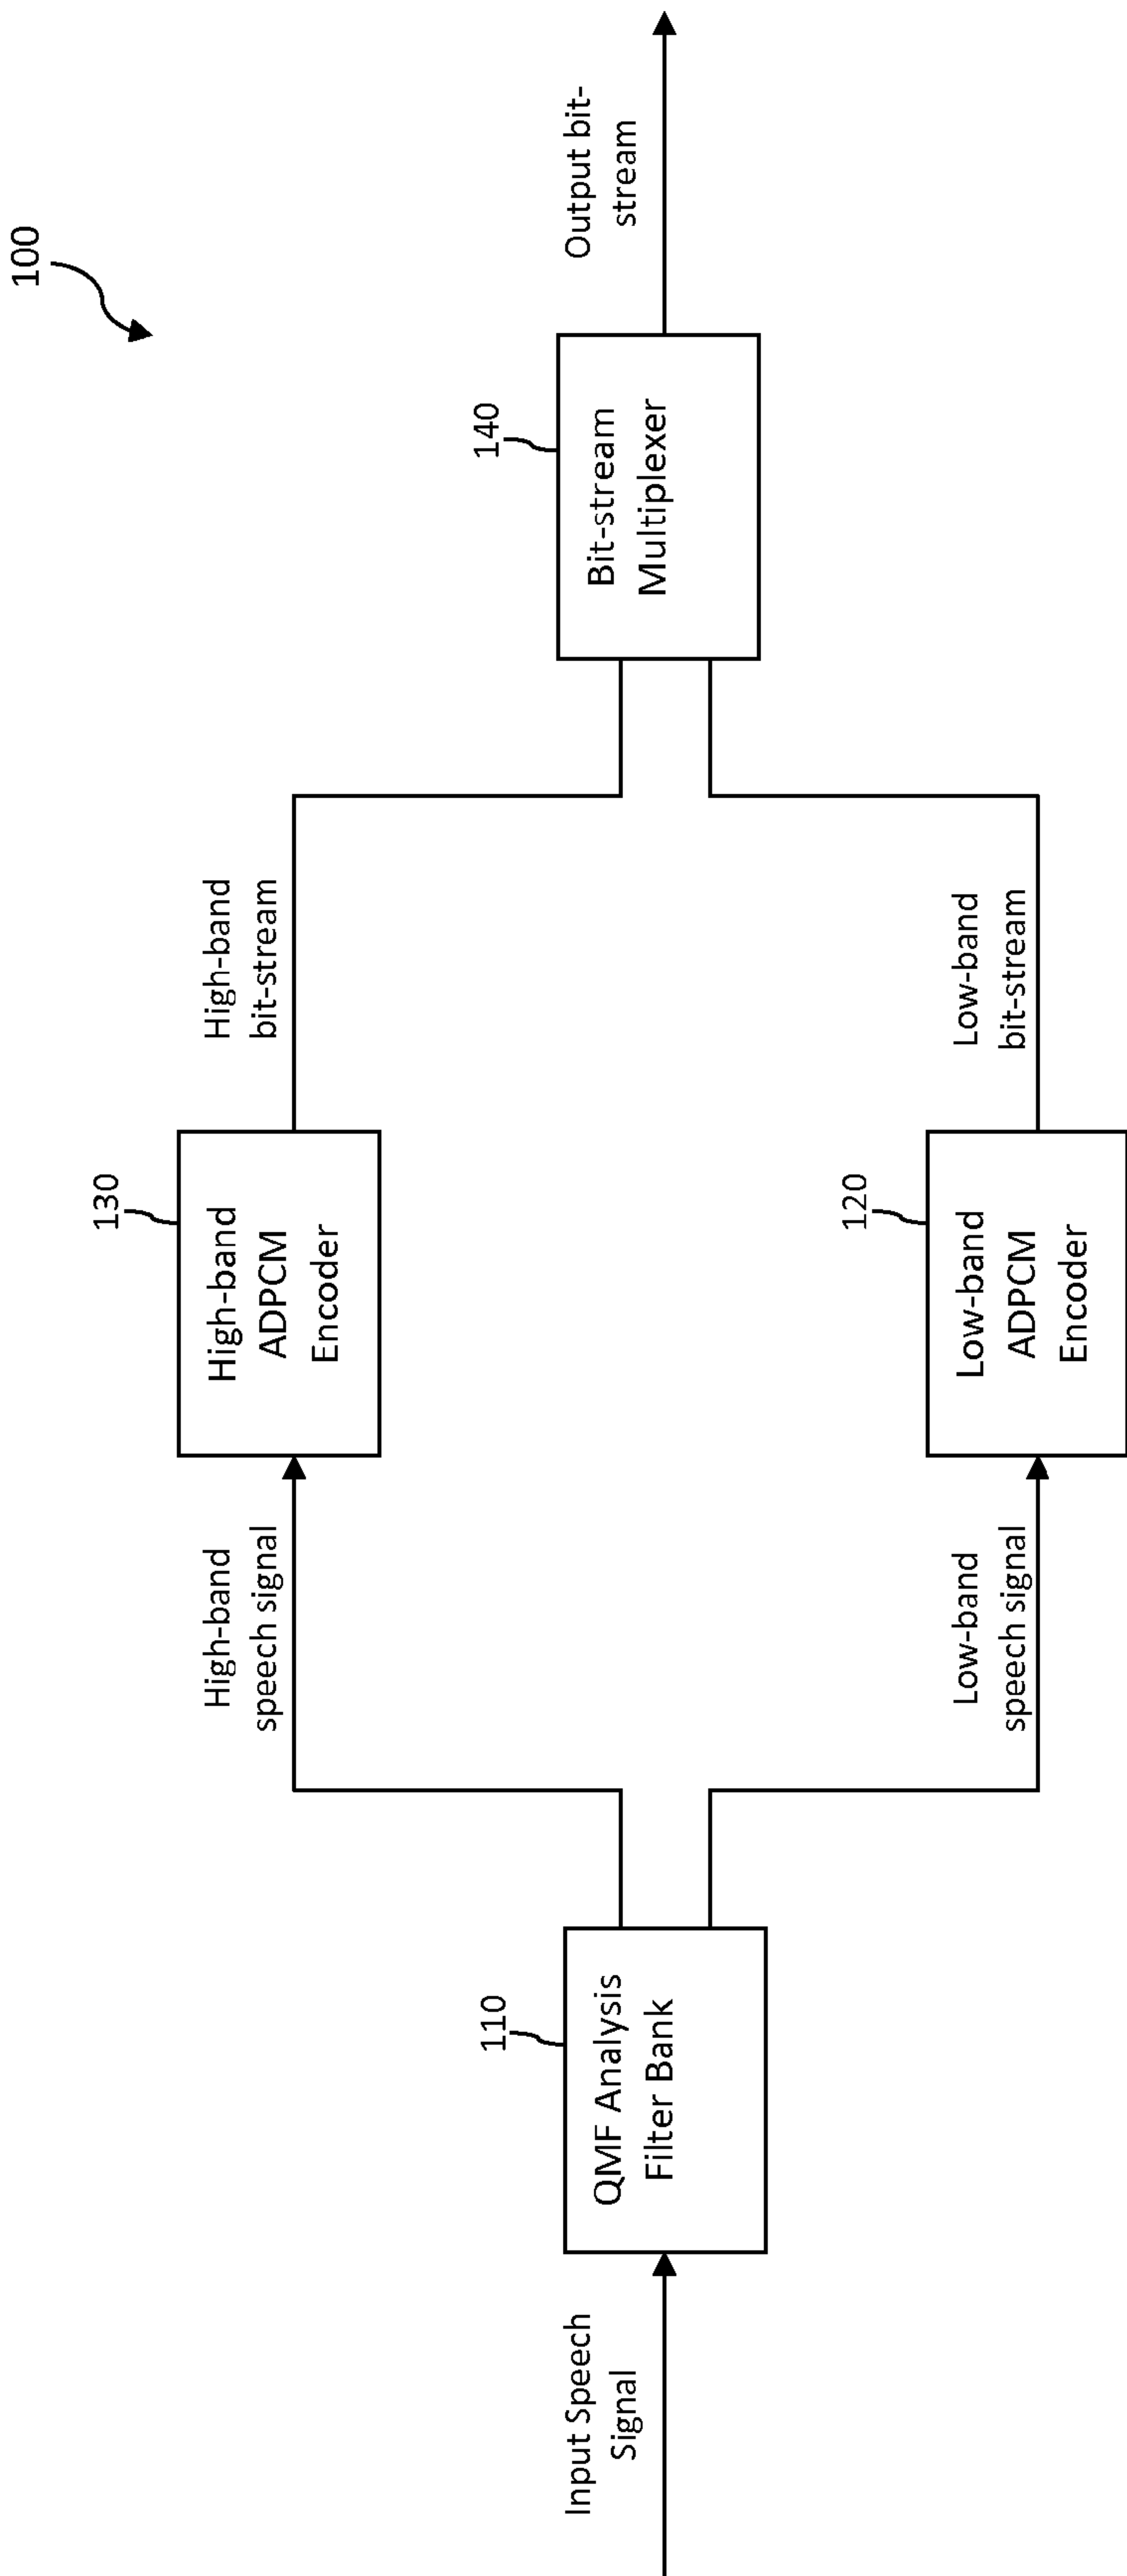 100
Input Speech
Signal
110
QMF Analysis
Filter Bank
High-band
speech signal
130
High-band
ADPCM
Encoder
High-band
bit-stream
Low-band
speech signal
120
Low-band
ADPCM
Encoder
Low-band
bit-stream
140
Bit-stream
Multiplexer
Output bit-
stream